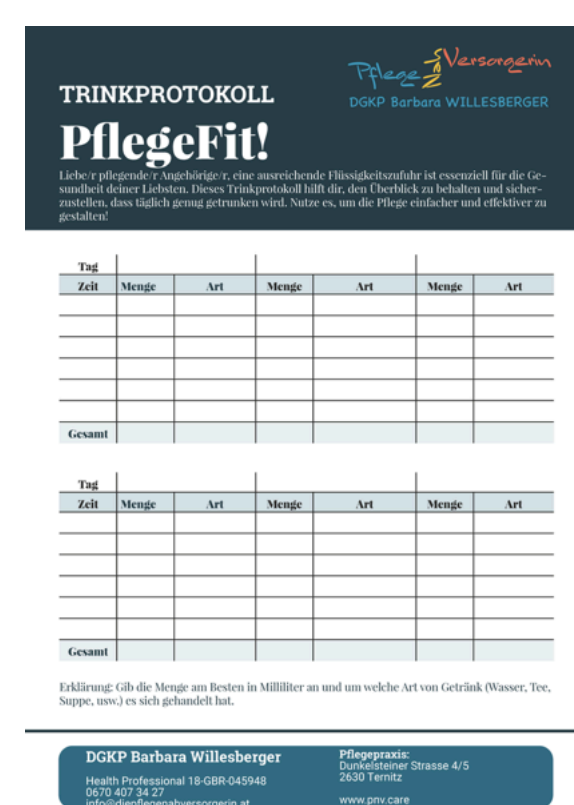 Pflege NAH Versorgerin
DGKP Barbara WILLESBERGER
TRINKPROTOKOLL
PflegeFit!
Liebe/r pflegende/r Angehörige/r, eine ausreichende Flüssigkeitszufuhr ist essenziell für die Ge-
sundheit deiner Liebsten. Dieses Trinkprotokoll hilft dir, den Überblick zu behalten und sicher-
zustellen, dass täglich genug getrunken wird. Nutze es, um die Pflege einfacher und effektiver zu
gestalten!
Tag
Zeit Menge Art Menge Art Menge Art
Gesamt
Tag
Zeit Menge Art Menge Art Menge Art
Gesamt
Erklärung: Gib die Menge am Besten in Milliliter an und um welche Art von Getränk (Wasser, Tee,
Suppe, usw.) es sich gehandelt hat.
DGKP Barbara Willesberger
Health Professional 18-GBR-045948
0670 407 34 27
info@diepflegenahversorgerin.at
Pflegepraxis:
Dunkelsteiner Strasse 4/5
2630 Ternitz
www.pnv.care